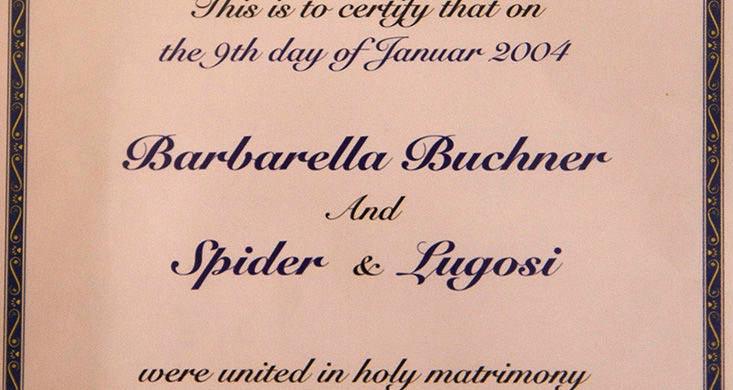 This is to certify that on
the 9th day of Januar 2004
Barbarella Buchner
And
Spider & Lugosi
were united in holy matrimony